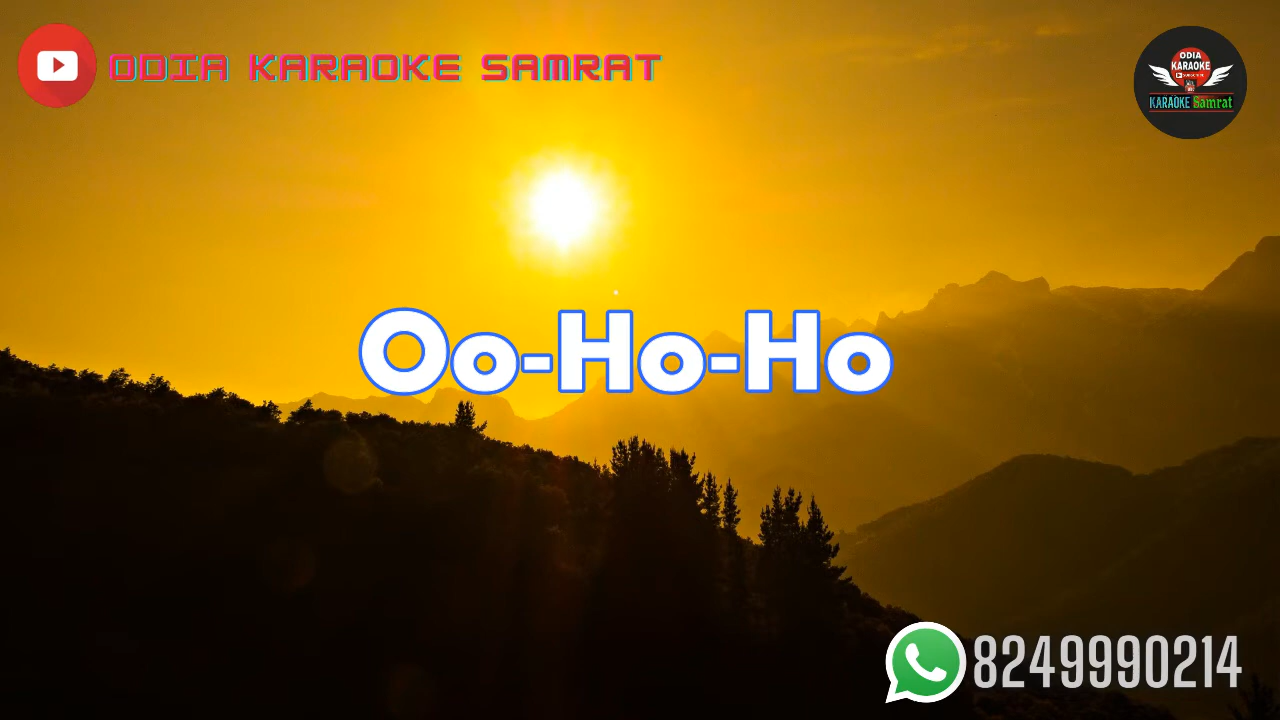 ODIA KARAOKE SAMRAT
ODIA
KARAOKE
KARAOKE Samrat
Oo-Ho-Ho
8249990214